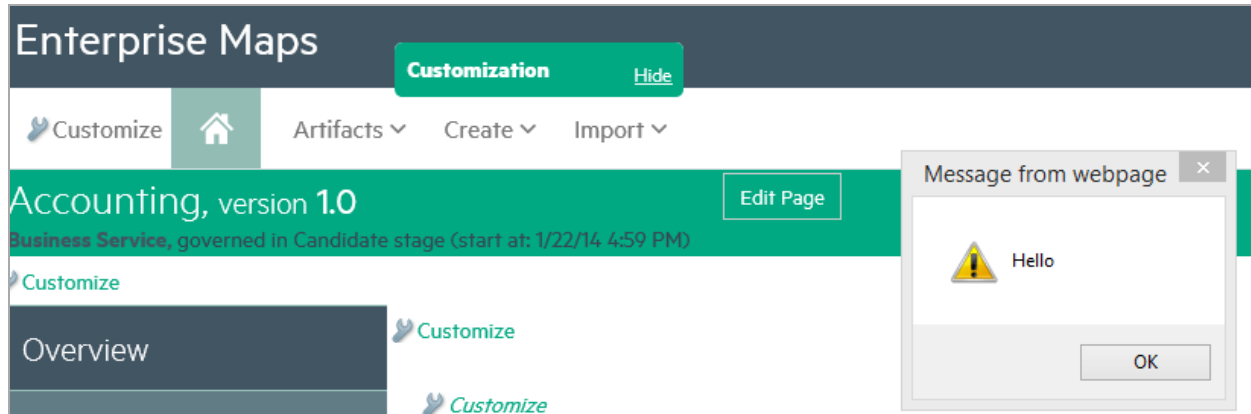 Enterprise Maps
Customization Hide
Customize Artifacts Create Import
Message from webpage
Accounting, version 1.0
Edit Page
Business Service, governed in Candidate stage (start at: 1/22/14 4:59 PM)
Hello
Customize
Customize
Overview
OK
Customize